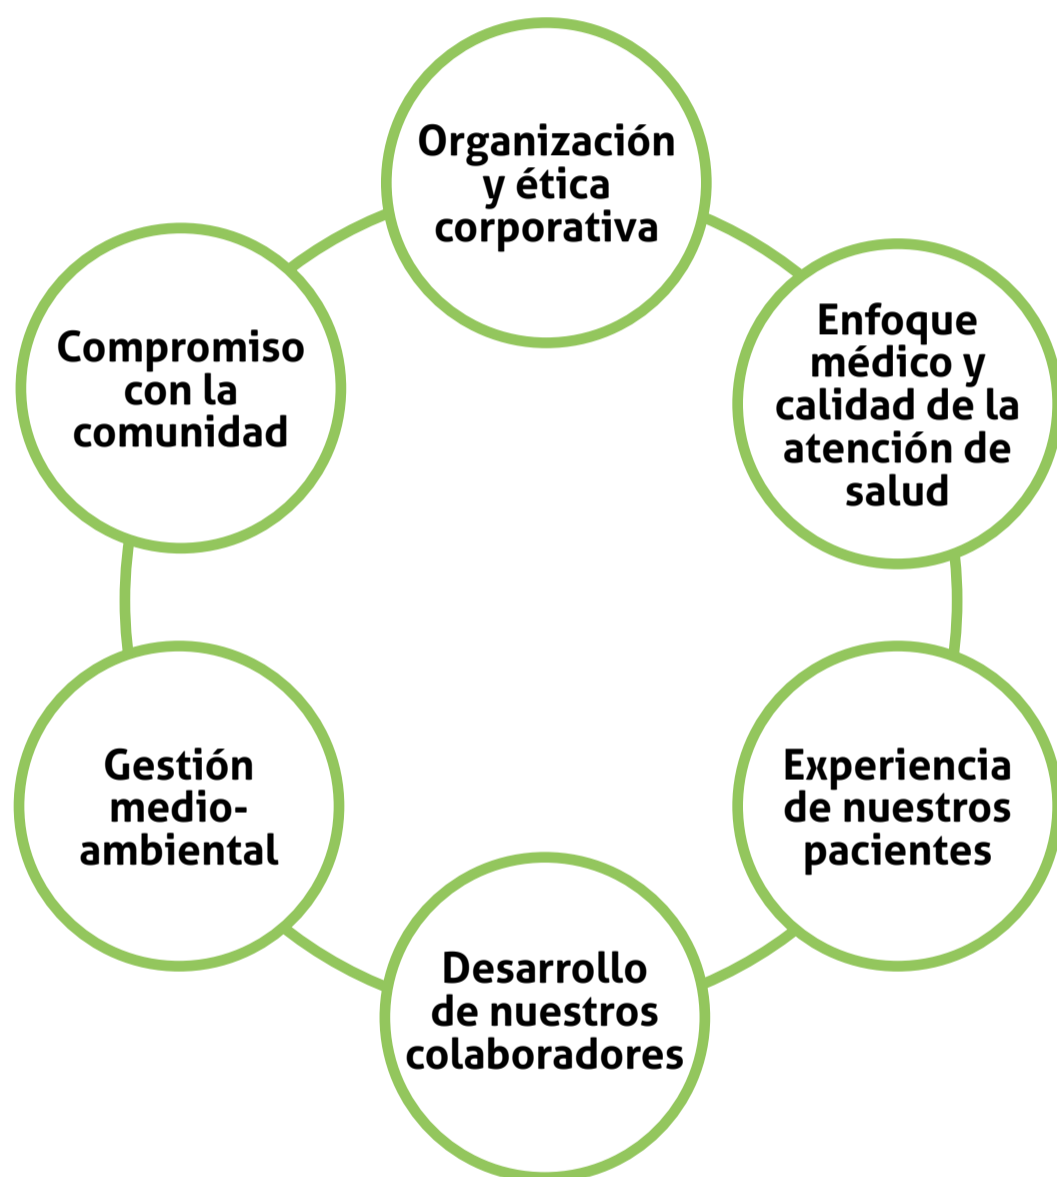 Organización
y ética
corporativa
Enfoque
médico y
calidad de la
atención de
salud
Experiencia
de nuestros
pacientes
Desarrollo
de nuestros
colaboradores
Gestión
medio-
ambiental
Compromiso
con la
comunidad